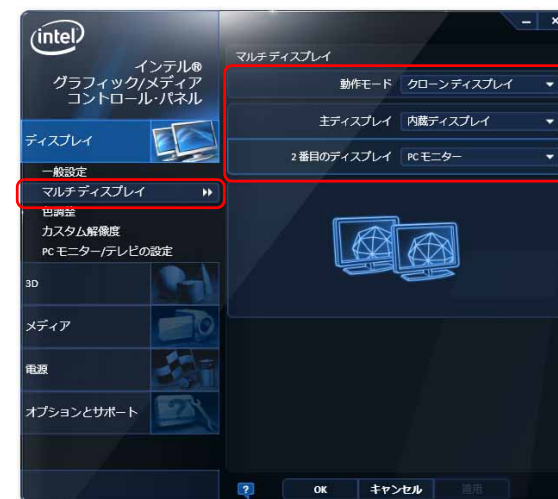 intel
インテル®
グラフィック/メディア
コントロール・パネル
ディスプレイ
一般設定
マルチディスプレイ
色調整
カスタム解像度
PC モニター/テレビの設定
3D
メディア
電源
オプションとサポート
マルチディスプレイ
動作モード クローンディスプレイ
主ディスプレイ 内蔵ディスプレイ
2 番目のディスプレイ PC モニター
? OK キャンセル 適用